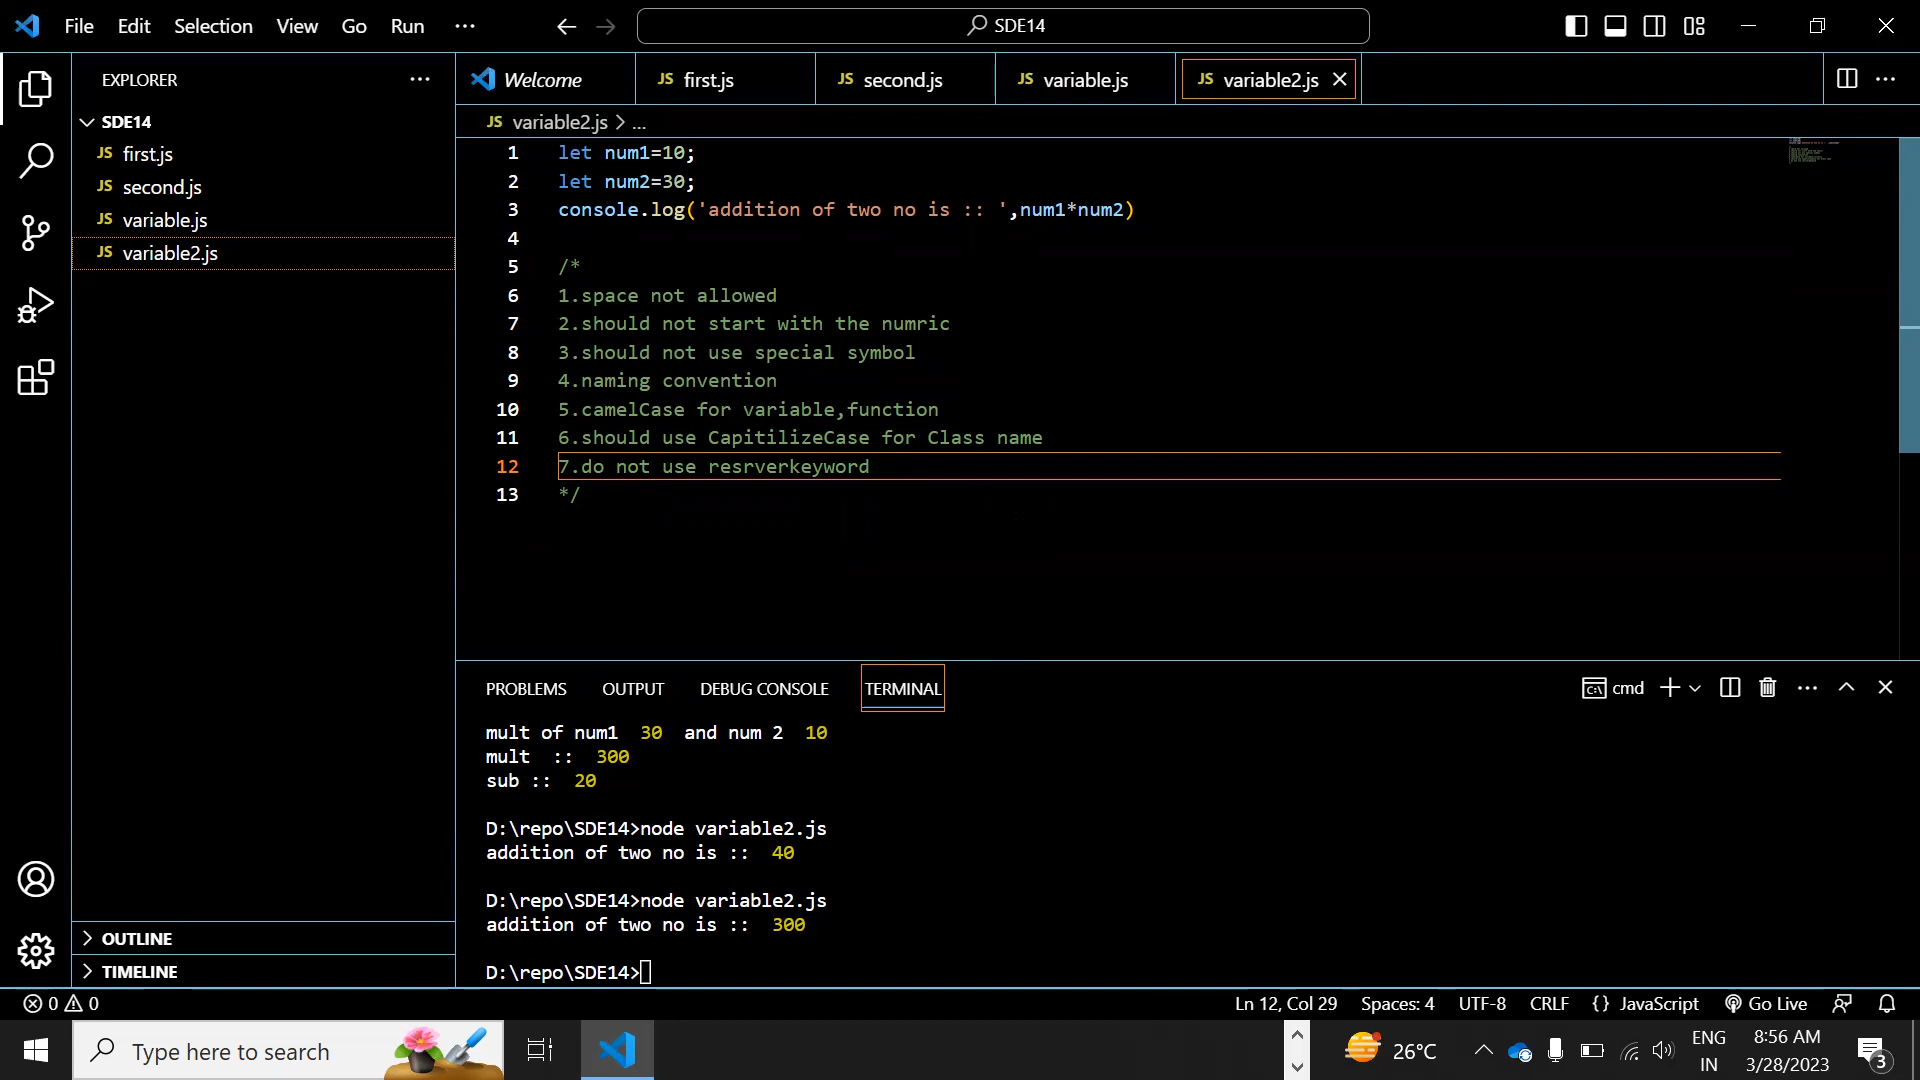 File Edit Selection View Go Run ···
SDE14
EXPLORER ···
SDE14
JS first.js
JS second.js
JS variable.js
JS variable2.js
OUTLINE
TIMELINE
Welcome
JS first.js
JS second.js
JS variable.js
JS variable2.js
JS variable2.js > ...
1 let num1=10;
2 let num2=30;
3 console.log('addition of two no is :: ',num1*num2)
4
5 /*
6 1.space not allowed
7 2.should not start with the numric
8 3.should not use special symbol
9 4.naming convention
10 5.camelCase for variable,function
11 6.should use CapitilizeCase for Class name
12 7.do not use resrverkeyword
13 */
PROBLEMS OUTPUT DEBUG CONSOLE TERMINAL
cmd
mult of num1  30  and num 2  10
mult  ::  300
sub ::  20
D:\repo\SDE14>node variable2.js
addition of two no is ::  40
D:\repo\SDE14>node variable2.js
addition of two no is ::  300
D:\repo\SDE14>
0 0
Ln 12, Col 29 Spaces: 4 UTF-8 CRLF {} JavaScript Go Live
Type here to search
26°C
ENG
IN
8:56 AM
3/28/2023
3